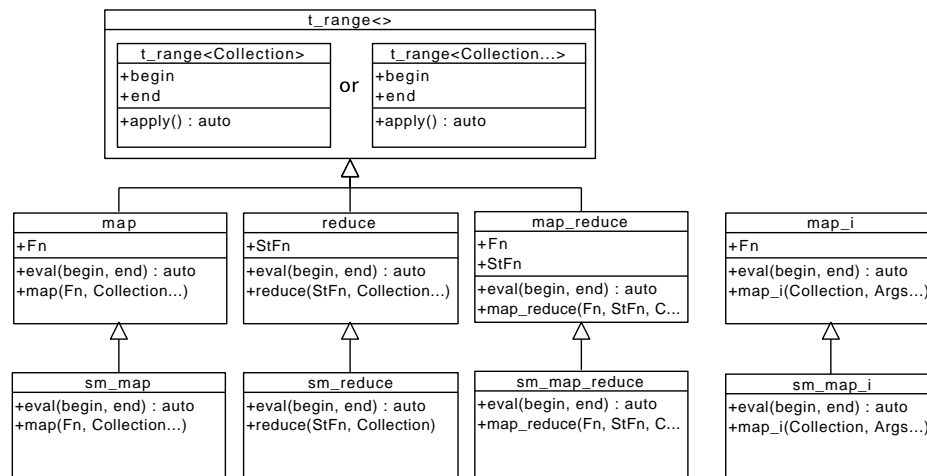 t_range<>
t_range<Collection>
+begin
+end
+apply() : auto
or
t_range<Collection...>
+begin
+end
+apply() : auto
map
+Fn
+eval(begin, end) : auto
+map(Fn, Collection...)
reduce
+StFn
+eval(begin, end) : auto
+reduce(StFn, Collection...)
map_reduce
+Fn
+StFn
+eval(begin, end) : auto
+map_reduce(Fn, StFn, C...
map_i
+Fn
+eval(begin, end) : auto
+map_i(Collection, Args...)
sm_map
+eval(begin, end) : auto
+map(Fn, Collection...)
sm_reduce
+eval(begin, end) : auto
+reduce(StFn, Collection)
sm_map_reduce
+eval(begin, end) : auto
+map_reduce(Fn, StFn, C...
sm_map_i
+eval(begin, end) : auto
+map_i(Collection, Args...)